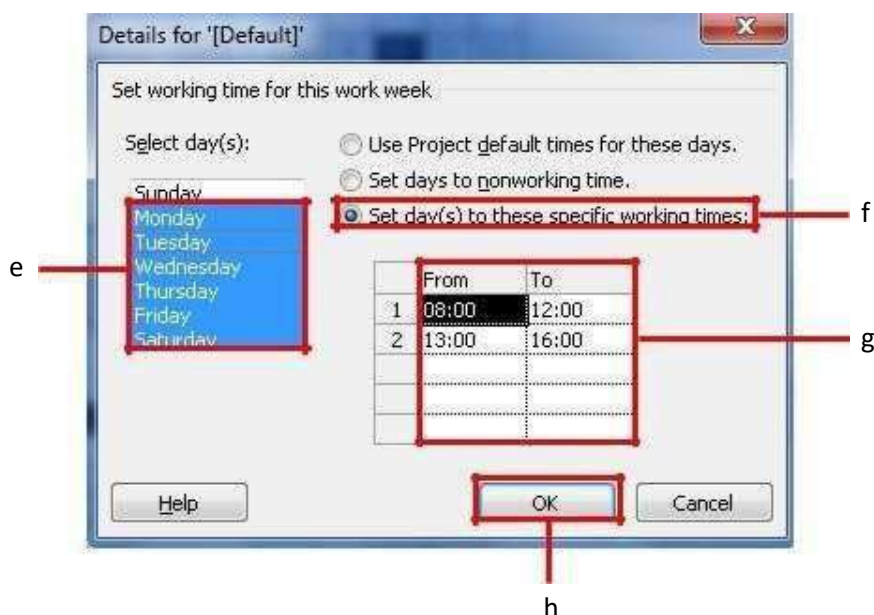 Details for '[Default]'
Set working time for this work week
Select day(s):
Use Project default times for these days.
Set days to nonworking time.
Set day(s) to these specific working times:
f
Sunday
Monday
Tuesday
Wednesday
Thursday
Friday
Saturday
e
From To
1 08:00 12:00
2 13:00 16:00
g
Help OK Cancel
h